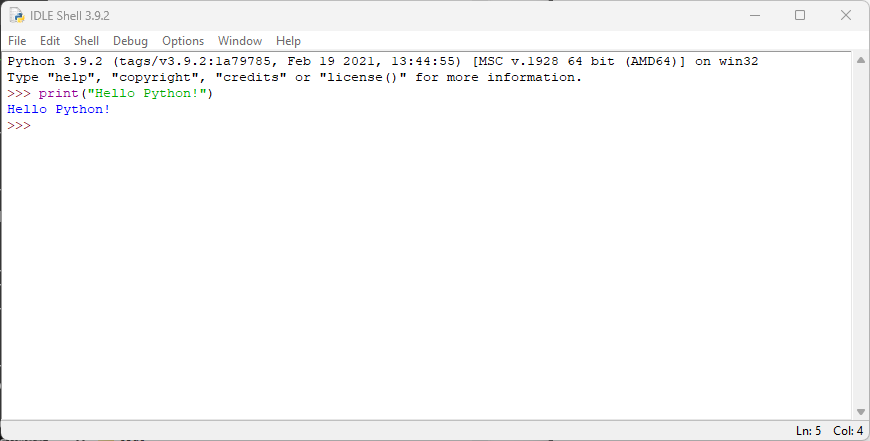 IDLE Shell 3.9.2
File Edit Shell Debug Options Window Help
Python 3.9.2 (tags/v3.9.2:1a79785, Feb 19 2021, 13:44:55) [MSC v.1928 64 bit (AMD64)] on win32
Type "help", "copyright", "credits" or "license()" for more information.
>>> print("Hello Python!")
Hello Python!
>>>
Ln: 5 Col: 4